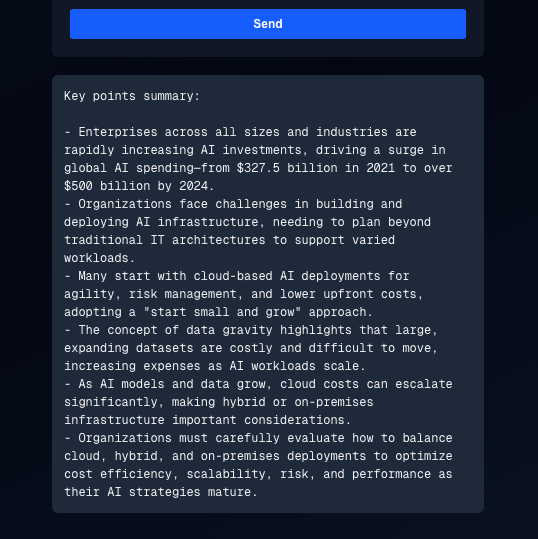 Send
Key points summary:
- Enterprises across all sizes and industries are
rapidly increasing AI investments, driving a surge in
global AI spending—from $327.5 billion in 2021 to over
$500 billion by 2024.
- Organizations face challenges in building and
deploying AI infrastructure, needing to plan beyond
traditional IT architectures to support varied
workloads.
- Many start with cloud-based AI deployments for
agility, risk management, and lower upfront costs,
adopting a "start small and grow" approach.
- The concept of data gravity highlights that large,
expanding datasets are costly and difficult to move,
increasing expenses as AI workloads scale.
- As AI models and data grow, cloud costs can escalate
significantly, making hybrid or on-premises
infrastructure important considerations.
- Organizations must carefully evaluate how to balance
cloud, hybrid, and on-premises deployments to optimize
cost efficiency, scalability, risk, and performance as
their AI strategies mature.